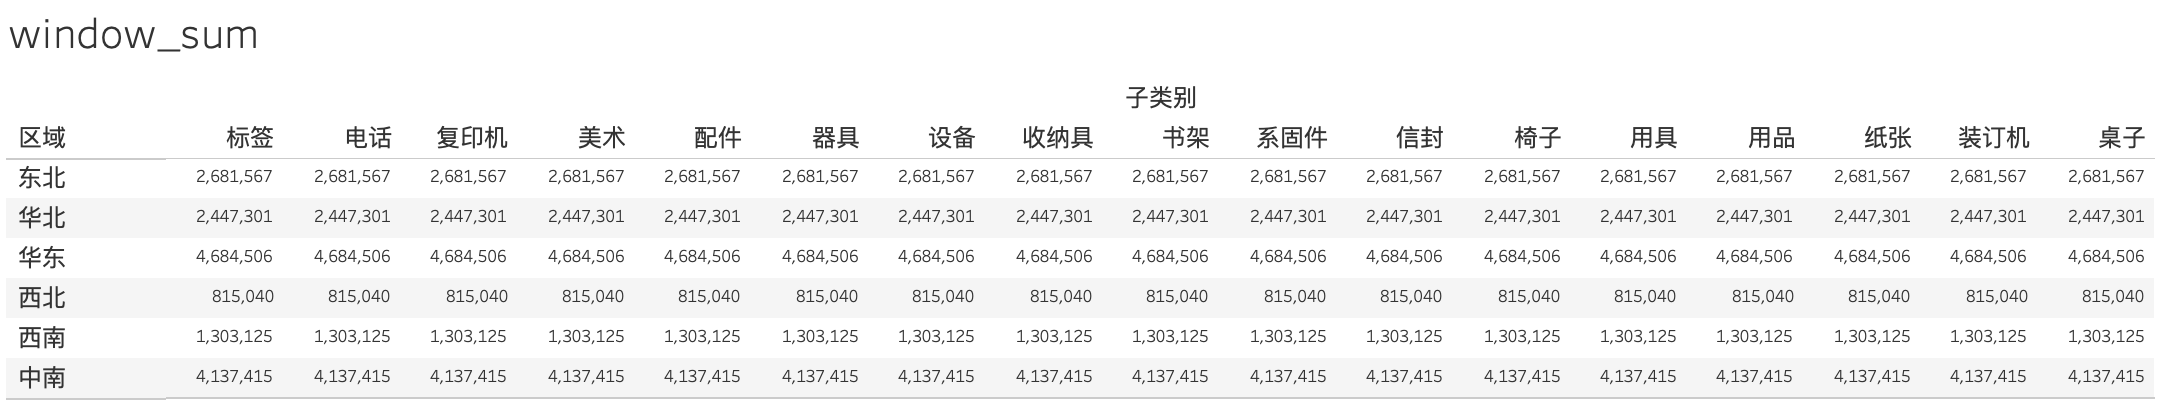 window_sum
子类别
区域 标签 电话 复印机 美术 配件 器具 设备 收纳具 书架 系固件 信封 椅子 用具 用品 纸张 装订机 桌子
东北 2,681,567 2,681,567 2,681,567 2,681,567 2,681,567 2,681,567 2,681,567 2,681,567 2,681,567 2,681,567 2,681,567 2,681,567 2,681,567 2,681,567 2,681,567 2,681,567 2,681,567
华北 2,447,301 2,447,301 2,447,301 2,447,301 2,447,301 2,447,301 2,447,301 2,447,301 2,447,301 2,447,301 2,447,301 2,447,301 2,447,301 2,447,301 2,447,301 2,447,301 2,447,301
华东 4,684,506 4,684,506 4,684,506 4,684,506 4,684,506 4,684,506 4,684,506 4,684,506 4,684,506 4,684,506 4,684,506 4,684,506 4,684,506 4,684,506 4,684,506 4,684,506 4,684,506
西北 815,040 815,040 815,040 815,040 815,040 815,040 815,040 815,040 815,040 815,040 815,040 815,040 815,040 815,040 815,040 815,040 815,040
西南 1,303,125 1,303,125 1,303,125 1,303,125 1,303,125 1,303,125 1,303,125 1,303,125 1,303,125 1,303,125 1,303,125 1,303,125 1,303,125 1,303,125 1,303,125 1,303,125 1,303,125
中南 4,137,415 4,137,415 4,137,415 4,137,415 4,137,415 4,137,415 4,137,415 4,137,415 4,137,415 4,137,415 4,137,415 4,137,415 4,137,415 4,137,415 4,137,415 4,137,415 4,137,415